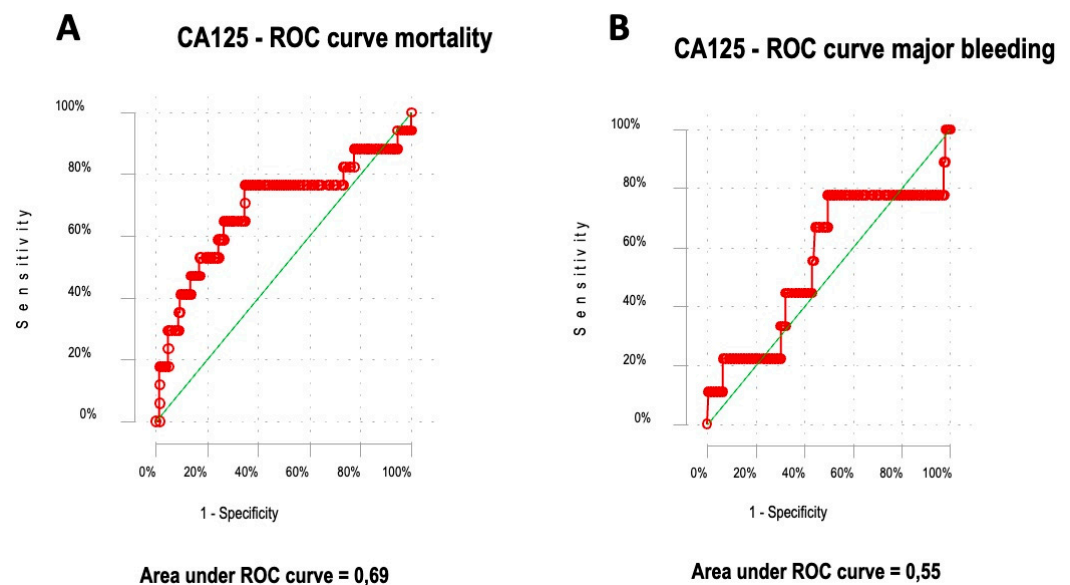 A
CA125 - ROC curve mortality
100%
80%
60%
40%
20%
0%
Sensitivity
0% 20% 40% 60% 80% 100%
1 - Specificity
Area under ROC curve = 0,69
B
CA125 - ROC curve major bleeding
100%
80%
60%
40%
20%
0%
Sensitivity
0% 20% 40% 60% 80% 100%
1 - Specificity
Area under ROC curve = 0,55